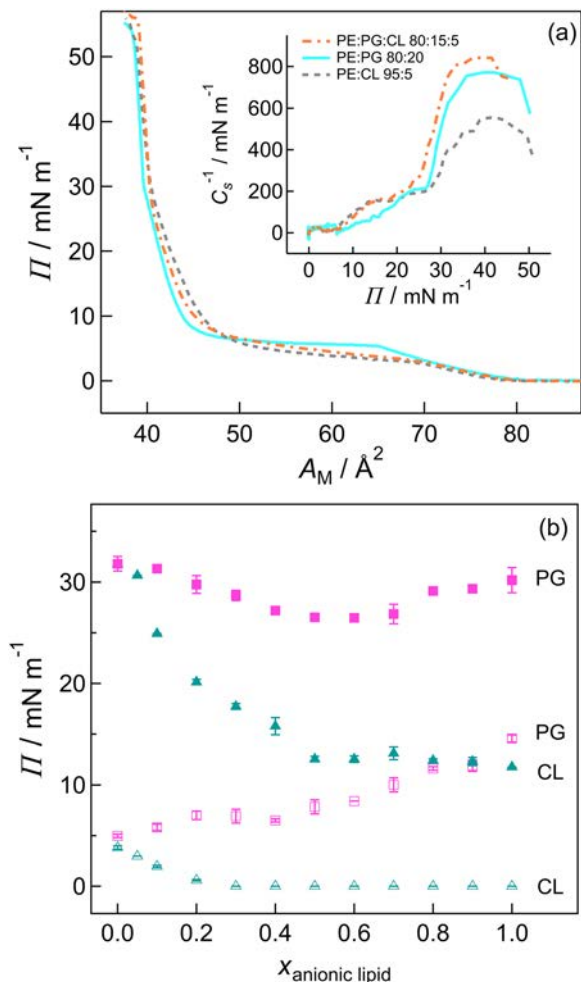 (a)
PE:PG:CL 80:15:5
PE:PG 80:20
PE:CL 95:5
800
600
400
200
0
C_s^-1 / mN m^-1
0 10 20 30 40 50
Π / mN m^-1
50
40
30
20
10
0
Π / mN m^-1
40 50 60 70 80
A_M / Å^2
(b)
30
20
10
0
Π / mN m^-1
PG
PG
CL
CL
0.0 0.2 0.4 0.6 0.8 1.0
x_anionic lipid